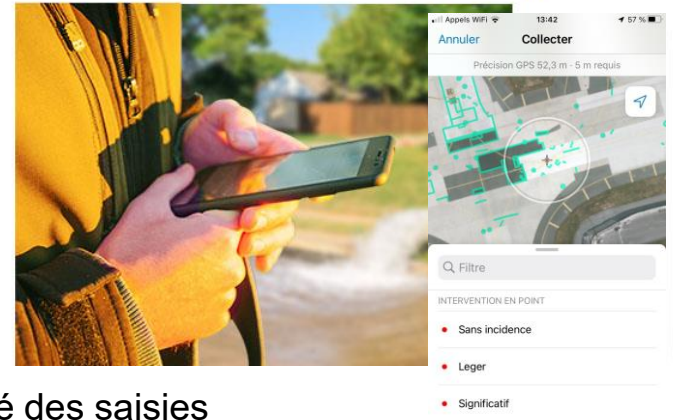 Appels WiFi 13:42 57 %
Annuler Collecter
Précision GPS 52,3 m - 5 m requis
Filtre
INTERVENTION EN POINT
Sans incidence
Leger
Significatif
é des saisies